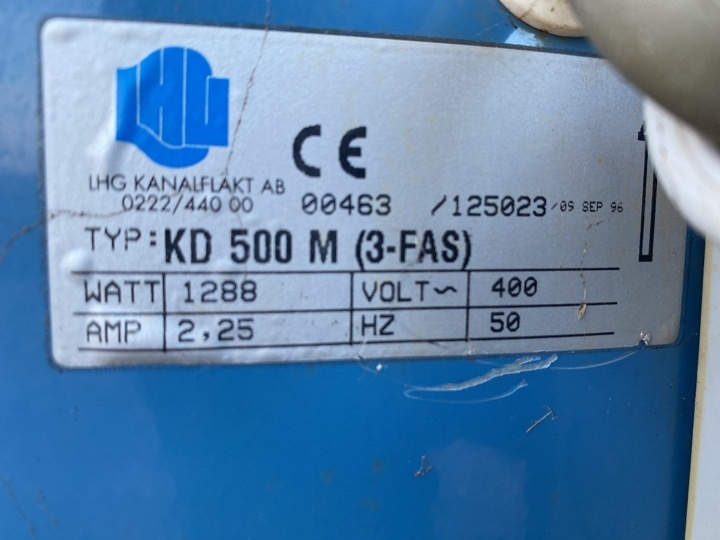 LHG
CE
LHG KANALFLÄKT AB
0222/440 00
00463 /125023/09 SEP 96
TYP: KD 500 M (3-FAS)
WATT 1288 VOLT~ 400
AMP 2,25 HZ 50